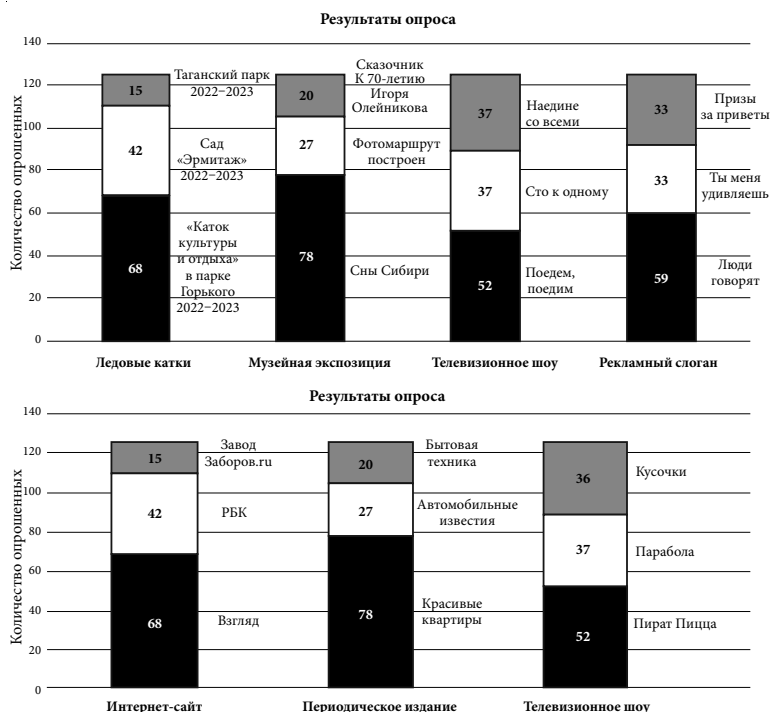 Результаты опроса
Количество опрошенных
140
120
100
80
60
40
20
0
15
42
68
Таганский парк
2022–2023
Сад
«Эрмитаж»
2022–2023
«Каток
культуры
и отдыха»
в парке
Горького
2022–2023
Ледовые катки
20
27
78
Сказочник
К 70-летию
Игоря
Олейникова
Фотомаршрут
построен
Сны Сибири
Музейная экспозиция
37
37
52
Наедине
со всеми
Сто к одному
Поедем,
поедим
Телевизионное шоу
33
33
59
Призы
за приветы
Ты меня
удивляешь
Люди
говорят
Рекламный слоган
Результаты опроса
Количество опрошенных
140
120
100
80
60
40
20
0
15
42
68
Завод
Заборов.ru
РБК
Взгляд
Интернет-сайт
20
27
78
Бытовая
техника
Автомобильные
известия
Красивые
квартиры
Периодическое издание
36
37
52
Кусочки
Парабола
Пират Пицца
Телевизионное шоу